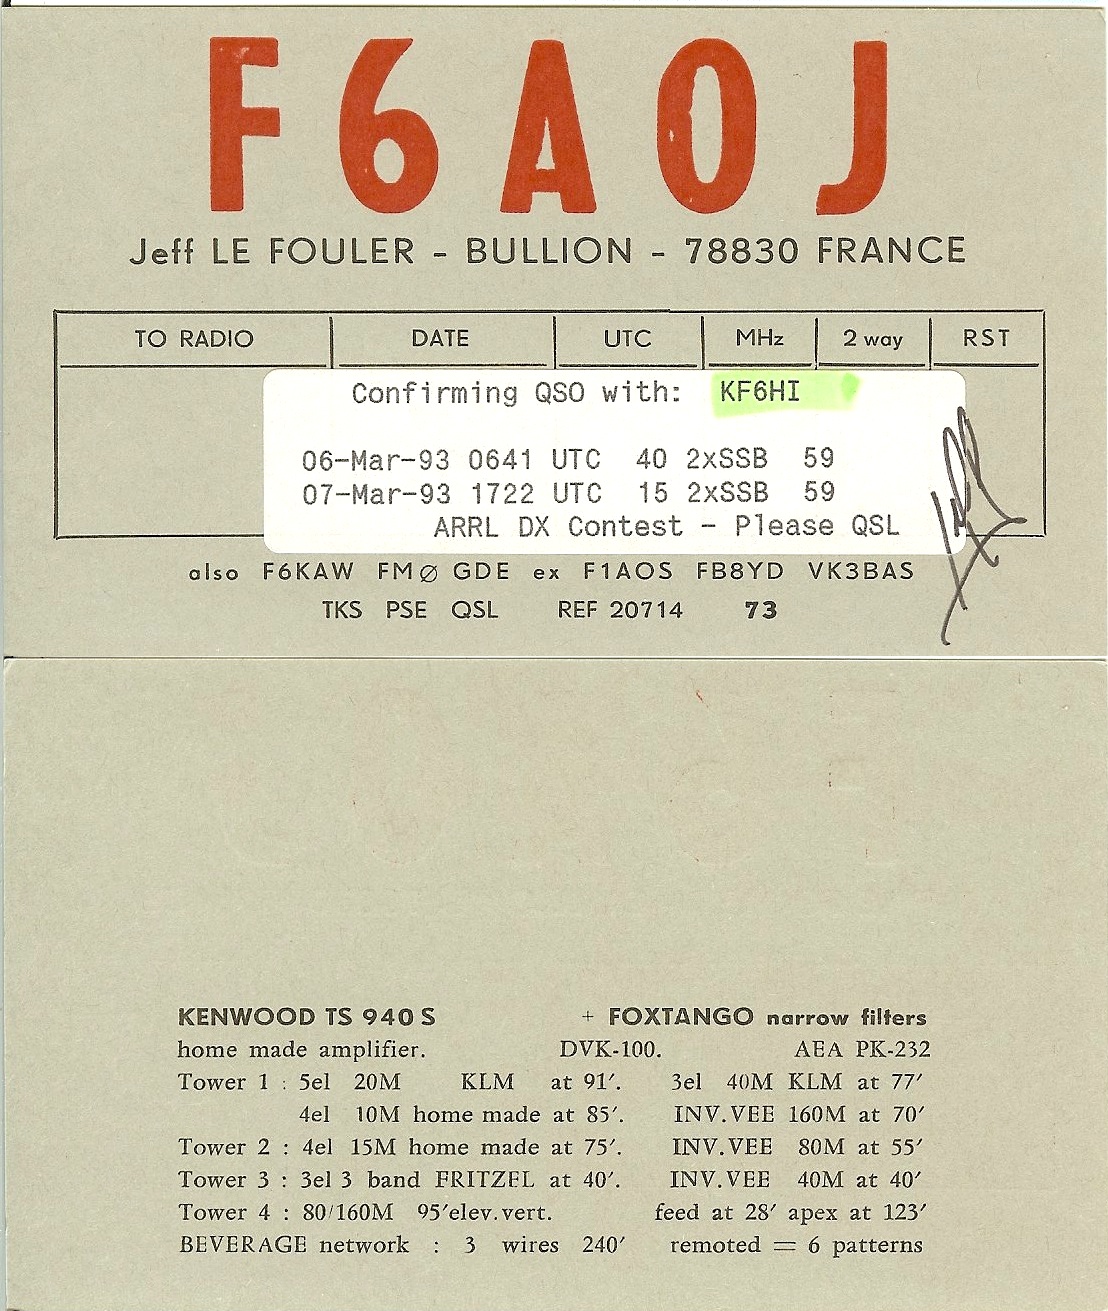 F6AOJ
Jeff LE FOULER - BULLION - 78830 FRANCE
TO RADIO DATE UTC MHz 2 way RST
Confirming QSO with: KF6HI
06-Mar-93 0641 UTC 40 2xSSB 59
07-Mar-93 1722 UTC 15 2xSSB 59
ARRL DX Contest - Please QSL
also F6KAW FMØ GDE ex F1AOS FB8YD VK3BAS
TKS PSE QSL REF 20714 73
KENWOOD TS 940 S + FOXTANGO narrow filters
home made amplifier. DVK-100. AEA PK-232
Tower 1 : 5el 20M KLM at 91′. 3el 40M KLM at 77′
4el 10M home made at 85′. INV.VEE 160M at 70′
Tower 2 : 4el 15M home made at 75′. INV.VEE 80M at 55′
Tower 3 : 3el 3 band FRITZEL at 40′. INV.VEE 40M at 40′
Tower 4 : 80/160M 95′elev.vert. feed at 28′ apex at 123′
BEVERAGE network : 3 wires 240′ remoted = 6 patterns